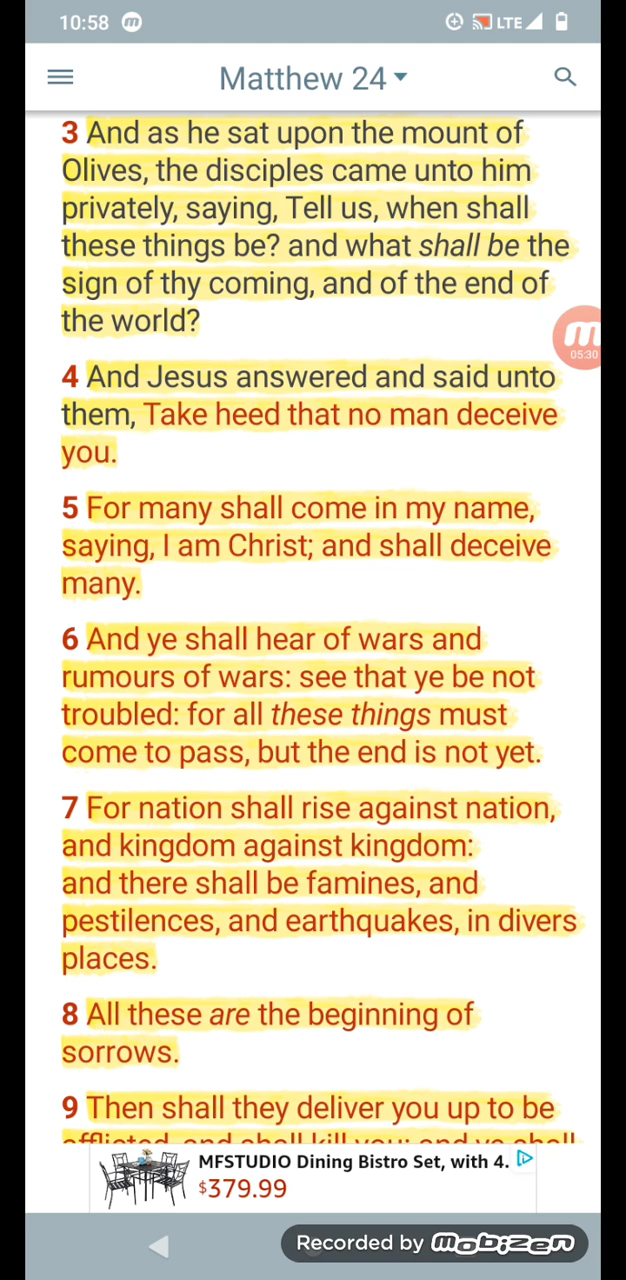 10:58 m LTE
Matthew 24
3 And as he sat upon the mount of
Olives, the disciples came unto him
privately, saying, Tell us, when shall
these things be? and what shall be the
sign of thy coming, and of the end of
the world?
m
05:30
4 And Jesus answered and said unto
them, Take heed that no man deceive
you.
5 For many shall come in my name,
saying, I am Christ; and shall deceive
many.
6 And ye shall hear of wars and
rumours of wars: see that ye be not
troubled: for all these things must
come to pass, but the end is not yet.
7 For nation shall rise against nation,
and kingdom against kingdom:
and there shall be famines, and
pestilences, and earthquakes, in divers
places.
8 All these are the beginning of
sorrows.
9 Then shall they deliver you up to be
afflicted, and shall kill you: and ye shall
MFSTUDIO Dining Bistro Set, with 4.
$379.99
Recorded by mobizen